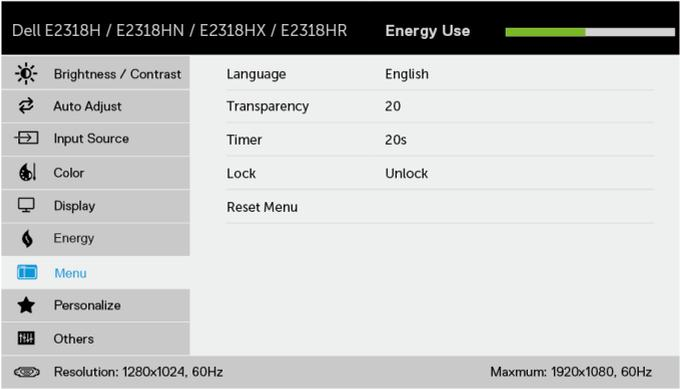 Dell E2318H / E2318HN / E2318HX / E2318HR Energy Use
Brightness / Contrast Language English
Auto Adjust Transparency 20
Input Source Timer 20s
Color Lock Unlock
Display Reset Menu
Energy
Menu
Personalize
Others
Resolution: 1280x1024, 60Hz Maxmum: 1920x1080, 60Hz